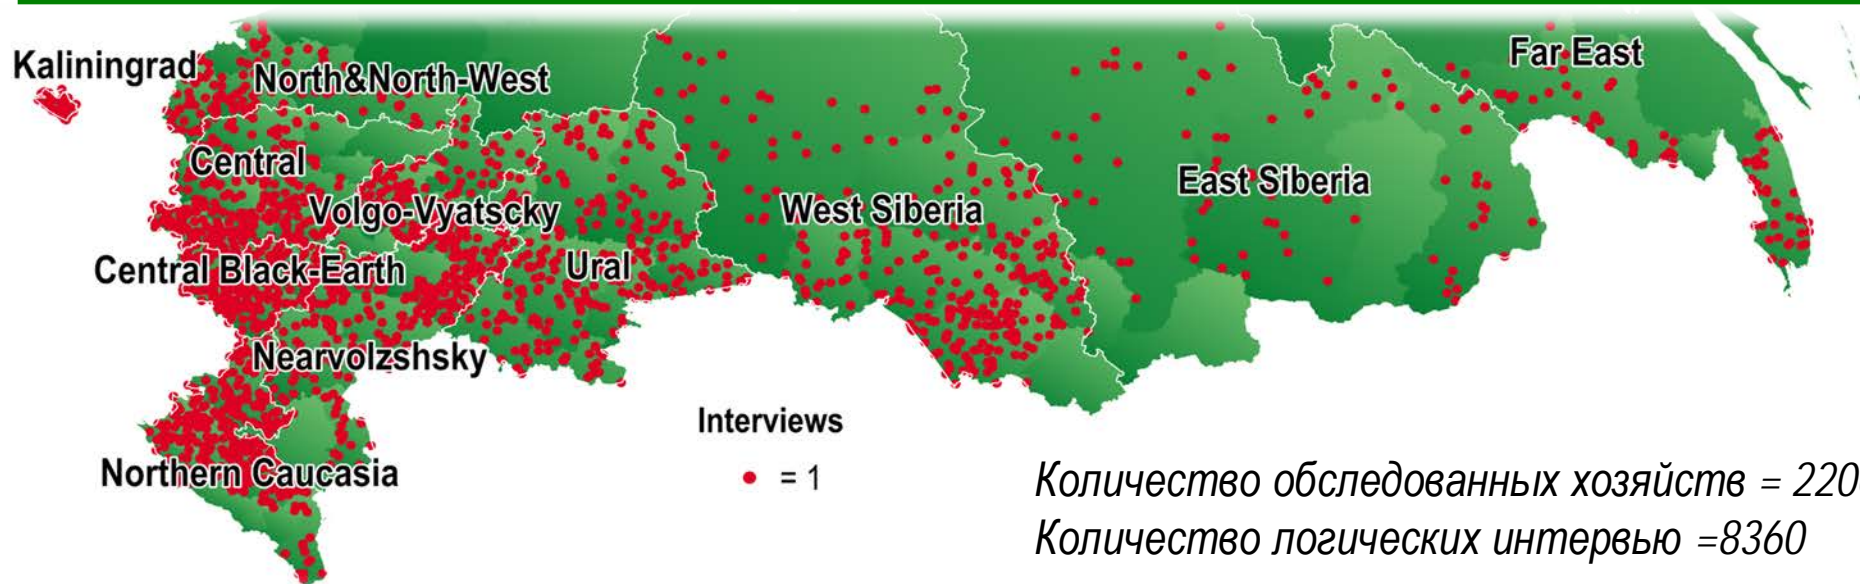 Kaliningrad
North&North-West
Far East
Central
East Siberia
Volgo-Vyatscky
West Siberia
Central Black-Earth
Ural
Nearvolzshsky
Interviews
= 1
Northern Caucasia
Количество обследованных хозяйств = 220
Количество логических интервью =8360